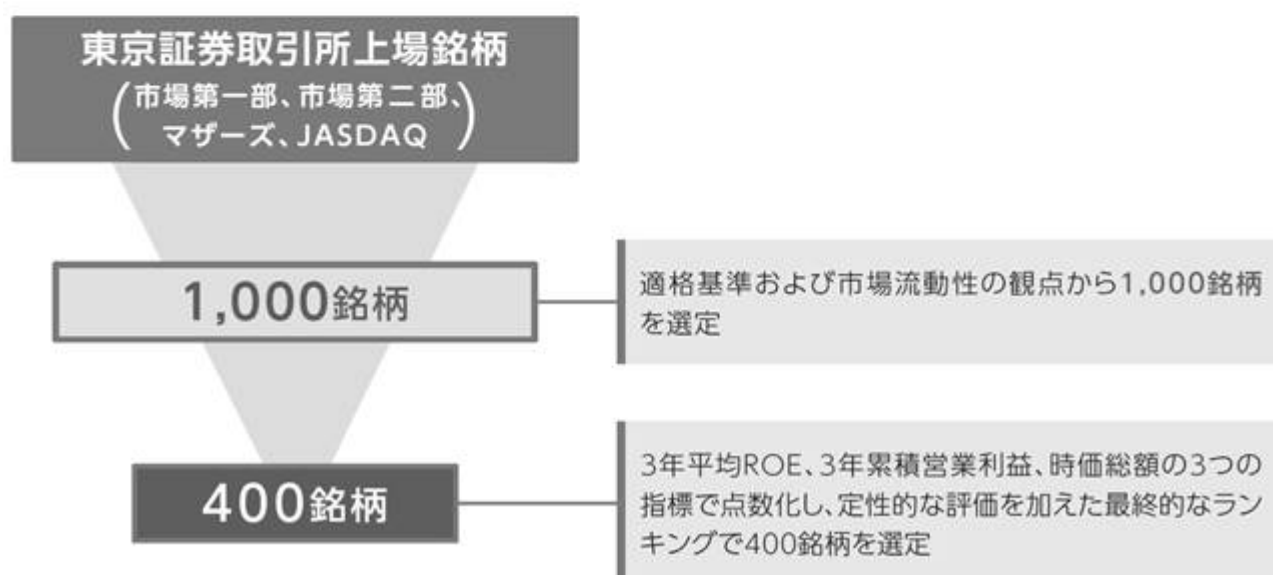 東京証券取引所上場銘柄
(市場第一部、市場第二部、
マザーズ、JASDAQ)
1,000銘柄
適格基準および市場流動性の観点から1,000銘柄
を選定
400銘柄
3年平均ROE、3年累積営業利益、時価総額の3つの
指標で点数化し、定性的な評価を加えた最終的なラン
キングで400銘柄を選定